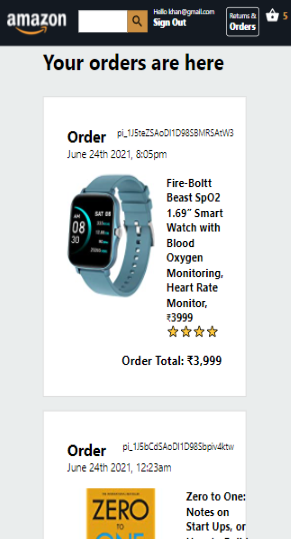 amazon
Hello khan@gmail.com
Sign Out
Returns &
Orders
5
Your orders are here
Order
pi_1J5teZSAoDI1D98SBMRSAtW3
June 24th 2021, 8:05pm
Fire-Boltt
Beast SpO2
1.69" Smart
Watch with
Blood
Oxygen
Monitoring,
Heart Rate
Monitor,
₹3999
SAT 08
AM
08
30
Order Total: ₹3,999
Order
pi_1J5bCdSAoDI1D98Sbpiv4ktw
June 24th 2021, 12:23am
ZERO
TO
ONE
Zero to One:
Notes on
Start Ups, or